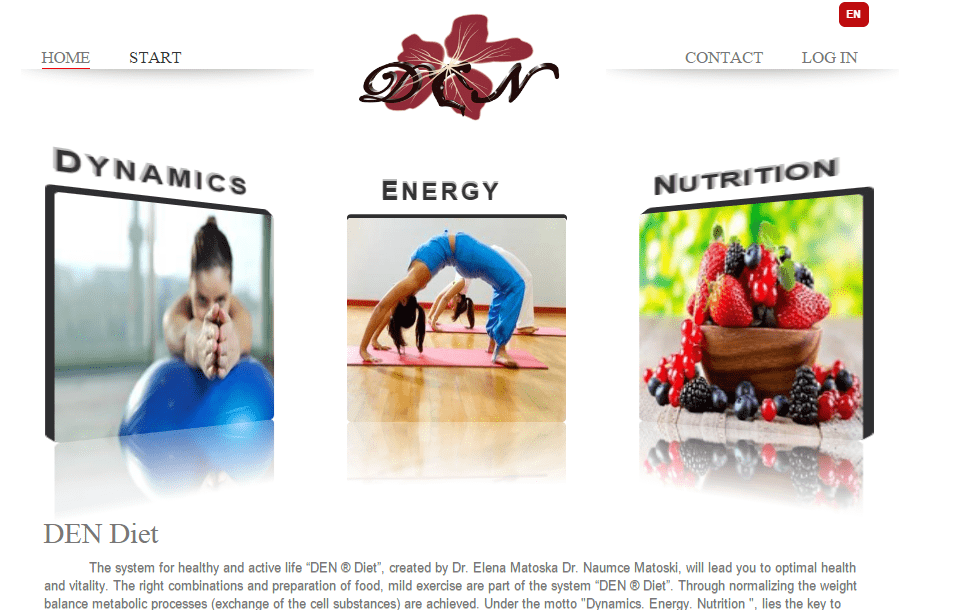 EN
HOME START CONTACT LOG IN
DEN
DYNAMICS
ENERGY
NUTRITION
DEN Diet
The system for healthy and active life “DEN ® Diet”, created by Dr. Elena Matoska Dr. Naumce Matoski, will lead you to optimal health
and vitality. The right combinations and preparation of food, mild exercise are part of the system “DEN ® Diet”. Through normalizing the weight
balance metabolic processes (exchange of the cell substances) are achieved. Under the motto "Dynamics. Energy. Nutrition ", lies the key to